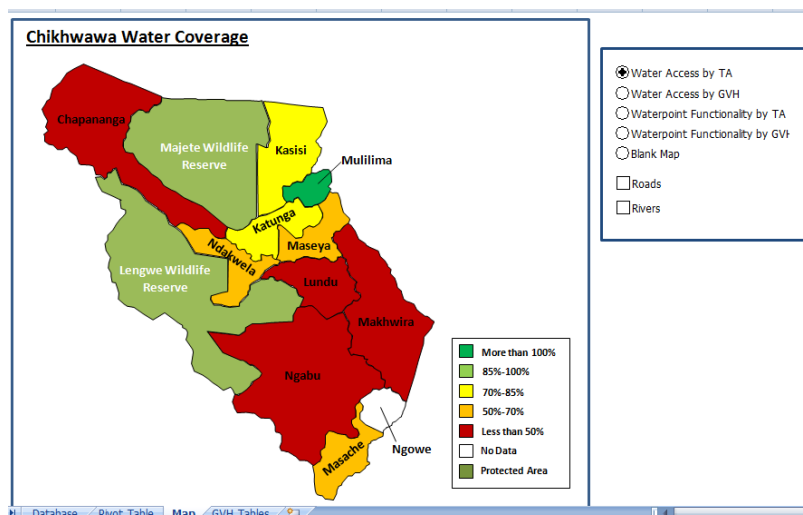 Chikhwawa Water Coverage
Chapananga
Majete Wildlife
Reserve
Kasisi
Mulilima
Katunga
Ndakwela
Maseya
Lengwe Wildlife
Reserve
Lundu
Makhwira
Ngabu
Ngowe
Masache
More than 100%
85%-100%
70%-85%
50%-70%
Less than 50%
No Data
Protected Area
Water Access by TA
Water Access by GVH
Waterpoint Functionality by TA
Waterpoint Functionality by GVH
Blank Map
Roads
Rivers
Database Pivot Table Map GVH Tables